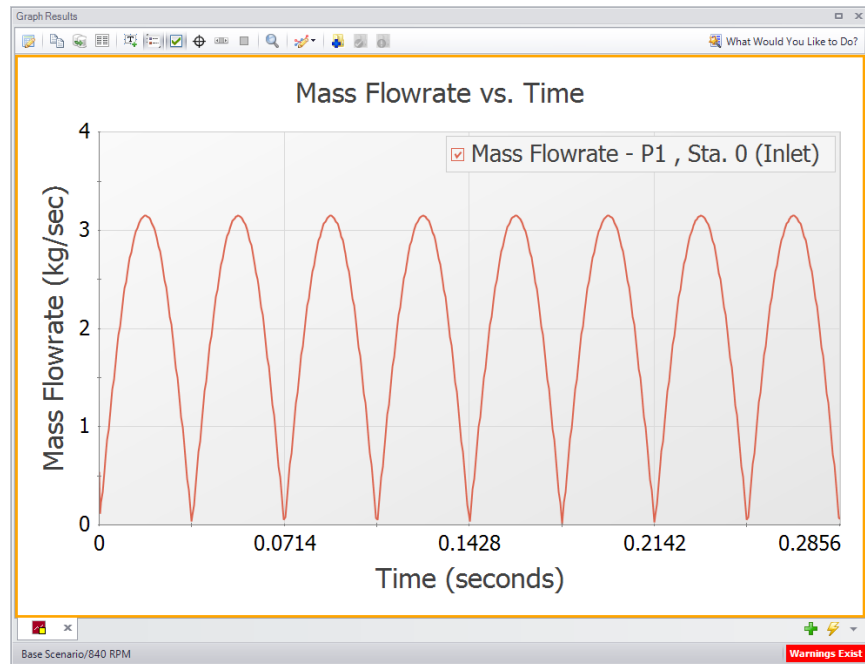 Graph Results
What Would You Like to Do?
Mass Flowrate vs. Time
Mass Flowrate - P1 , Sta. 0 (Inlet)
Mass Flowrate (kg/sec)
4
3
2
1
0
0 0.0714 0.1428 0.2142 0.2856
Time (seconds)
Base Scenario/840 RPM
Warnings Exist